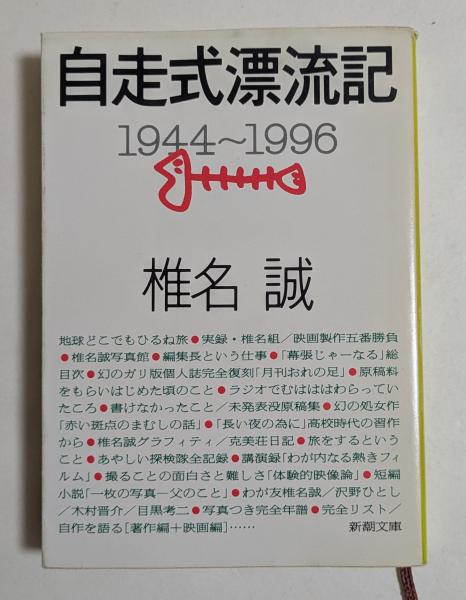 自走式漂流記
1944～1996
椎名 誠
地球どこでもひるね旅●実録・椎名組／映画製作五番勝負
●椎名誠写真館●編集長という仕事●「幕張じゃーなる」総
目次●幻のガリ版個人誌完全復刻「月刊おれの足」●原稿料
をもらいはじめた頃のこと●ラジオでむはははわらってい
たころ●書けなかったこと／未発表没原稿集●幻の処女作
「赤い斑点のまむしの話」●「長い夜の為に」高校時代の習作
から●椎名誠グラフィティ／克美荘日記●旅をするという
こと●あやしい探検隊全記録●講演録「わが内なる熱きフィ
ルム」●撮ることの面白さと難しさ「体験的映像論」●短編
小説「一枚の写真―父のこと」●わが友椎名誠／沢野ひとし
／木村晋介／目黒考二●写真つき完全年譜●完全リスト／
自作を語る[著作編＋映画編]……
新潮文庫